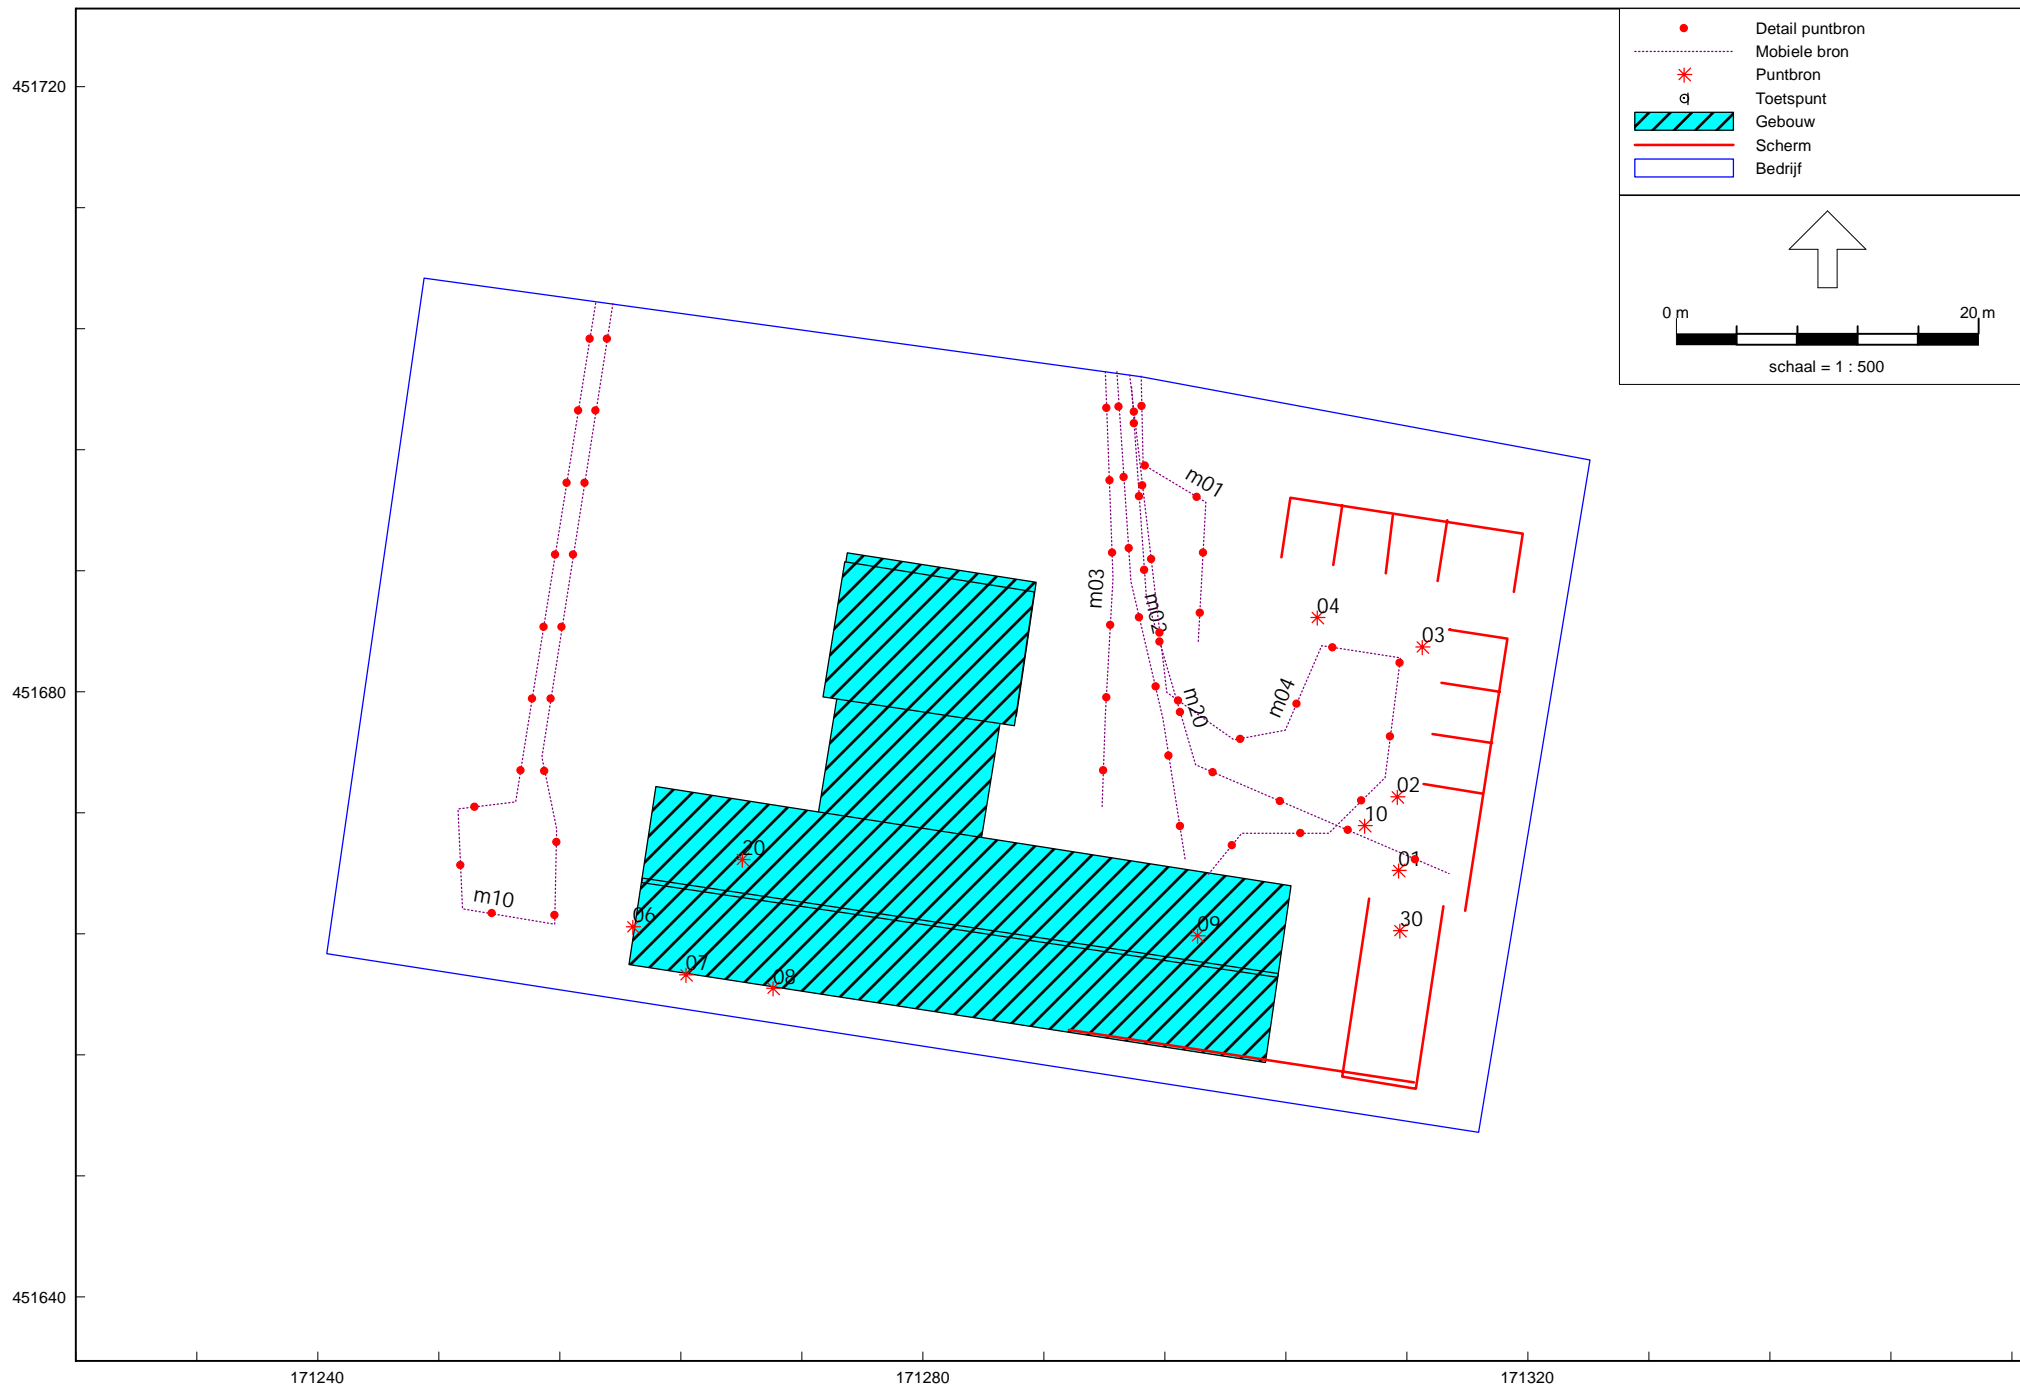 Detail puntbron
Mobiele bron
Puntbron
Toetspunt
Gebouw
Scherm
Bedrijf
0 m
20 m
schaal = 1 : 500
451720
451680
451640
171240
171280
171320
m01
m03
m02
04
03
m04
m20
02
10
20
01
m10
06
30
09
07
08